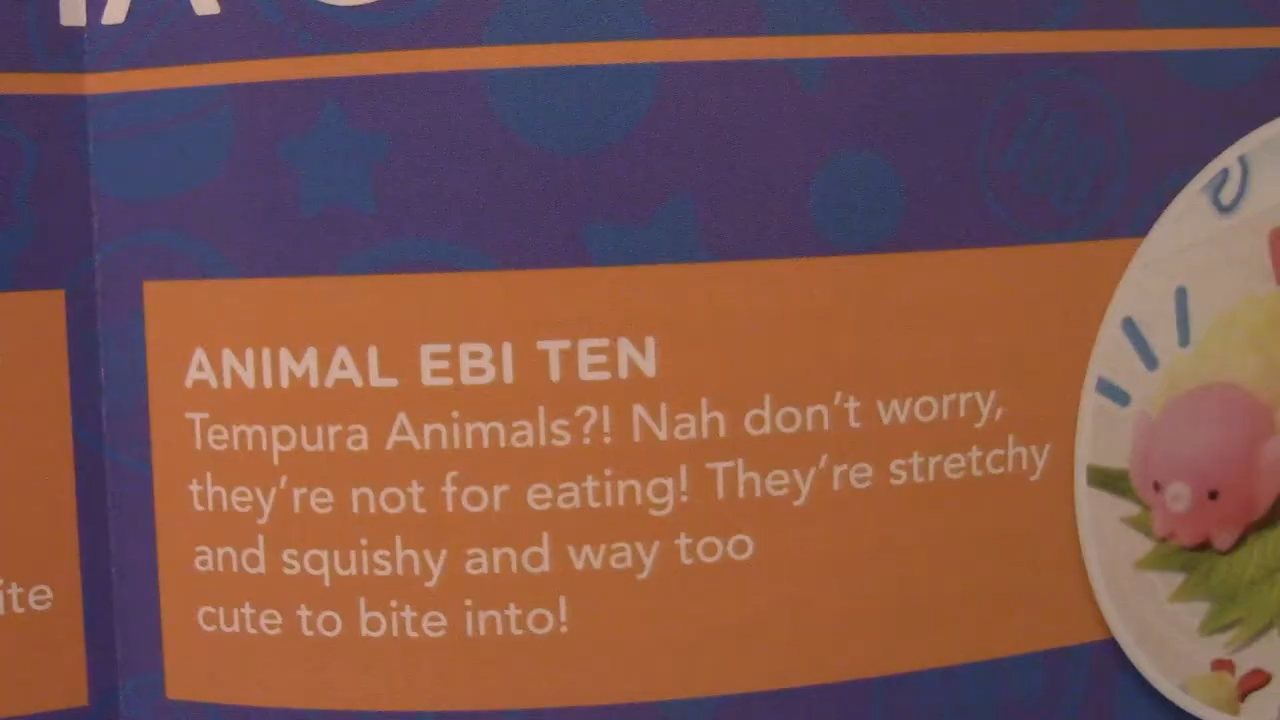 ANIMAL EBI TEN
Tempura Animals?! Nah don't worry,
they're not for eating! They're stretchy
and squishy and way too
cute to bite into!